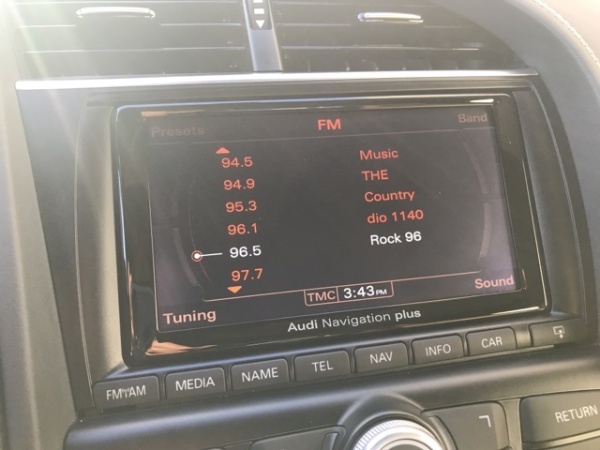 Presets FM Band
94.5 Music
94.9 THE
95.3 Country
96.1 dio 1140
96.5 Rock 96
97.7
TMC 3:43 PM
Tuning Sound
Audi Navigation plus
FM/AM MEDIA NAME TEL NAV INFO CAR
RETURN